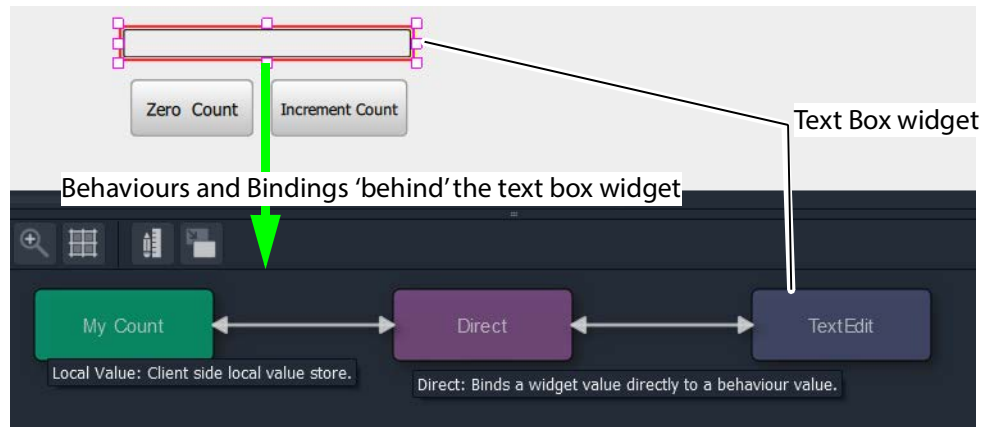 Zero Count
Increment Count
Text Box widget
Behaviours and Bindings ‘behind’ the text box widget
My Count
Direct
TextEdit
Local Value: Client side local value store.
Direct: Binds a widget value directly to a behaviour value.